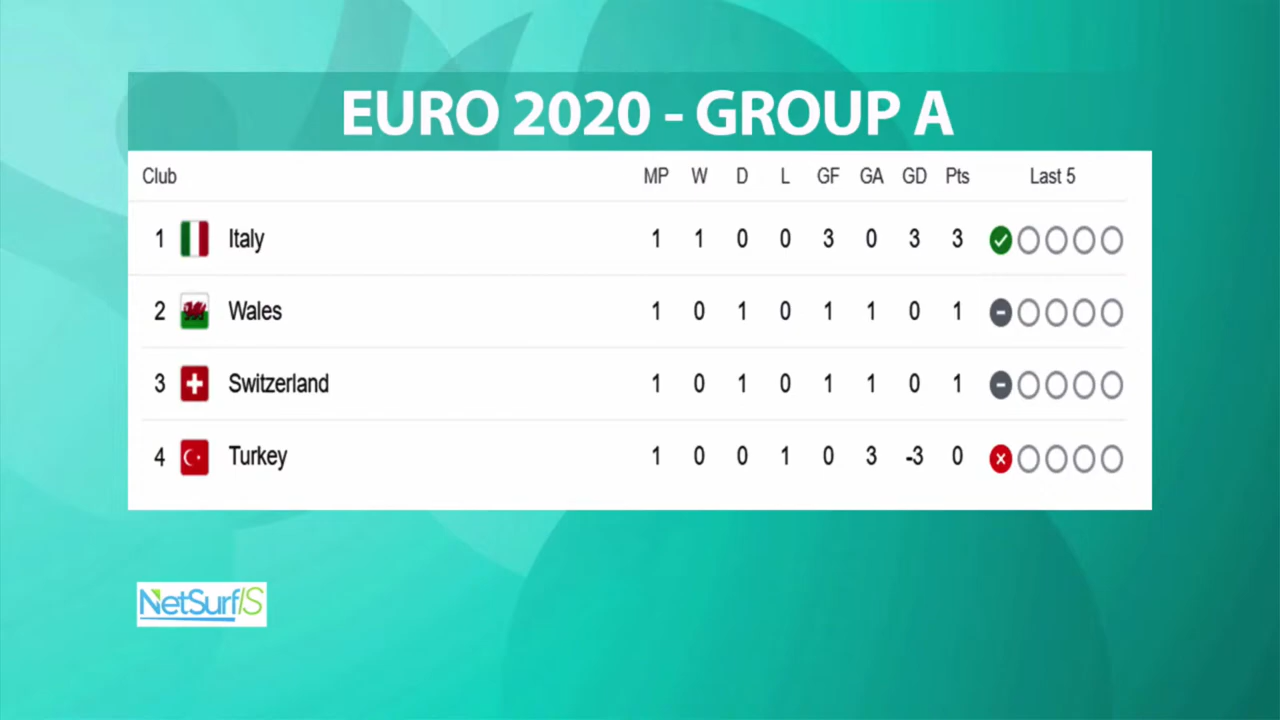 EURO 2020 - GROUP A
Club MP W D L GF GA GD Pts Last 5
1 Italy 1 1 0 0 3 0 3 3
2 Wales 1 0 1 0 1 1 0 1
3 Switzerland 1 0 1 0 1 1 0 1
4 Turkey 1 0 0 1 0 3 -3 0
NetSurf/S